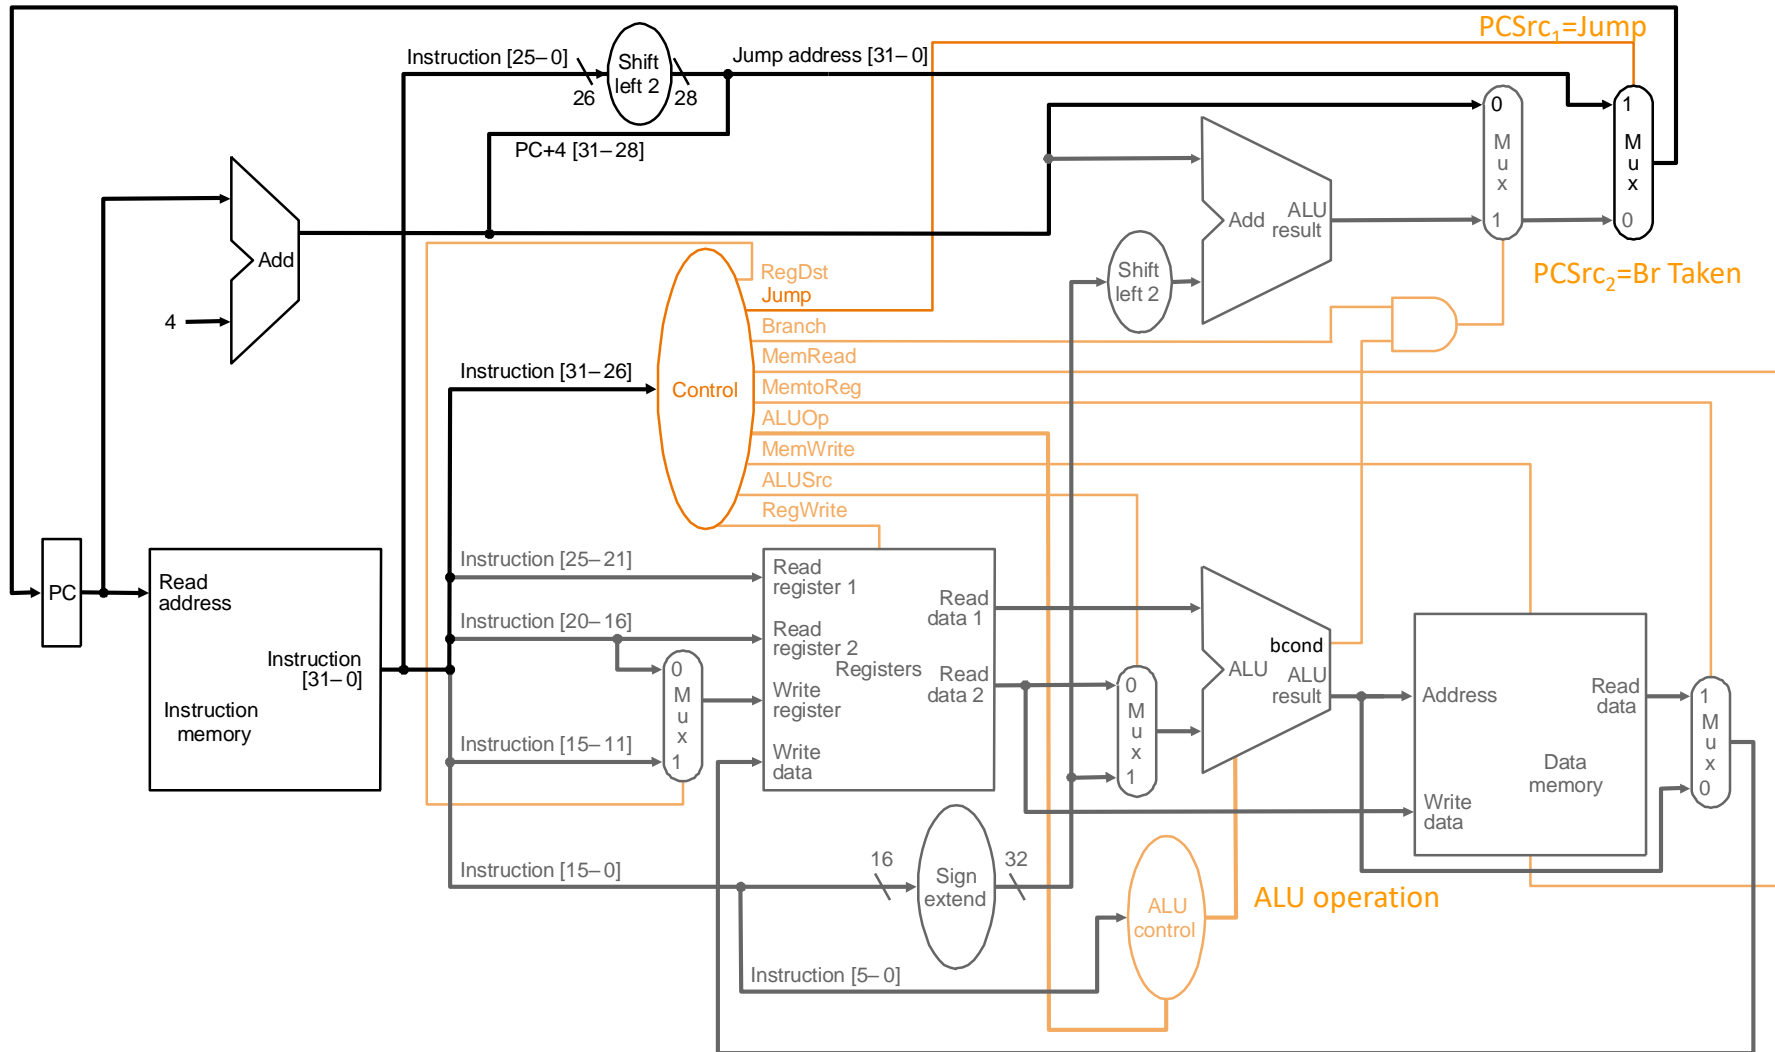 PCSrc1=Jump
Instruction [25–0]
Shift
left 2
Jump address [31–0]
26
28
0
M
u
x
1
1
M
u
x
0
PC+4 [31–28]
Add
ALU
result
Add
4
RegDst
Jump
Shift
left 2
PCSrc2=Br Taken
Branch
Instruction [31–26]
Control
MemRead
MemtoReg
ALUOp
MemWrite
ALUSrc
RegWrite
PC
Read
address
Instruction
[31–0]
Instruction
memory
Instruction [25–21]
Instruction [20–16]
Instruction [15–11]
0
M
u
x
1
Read
register 1
Read
register 2
Write
register
Write
data
Registers
Read
data 1
Read
data 2
0
M
u
x
1
bcond
ALU
ALU
result
Address
Read
data
Data
memory
Write
data
1
M
u
x
0
Instruction [15–0]
16
Sign
extend
32
ALU
control
ALU operation
Instruction [5–0]